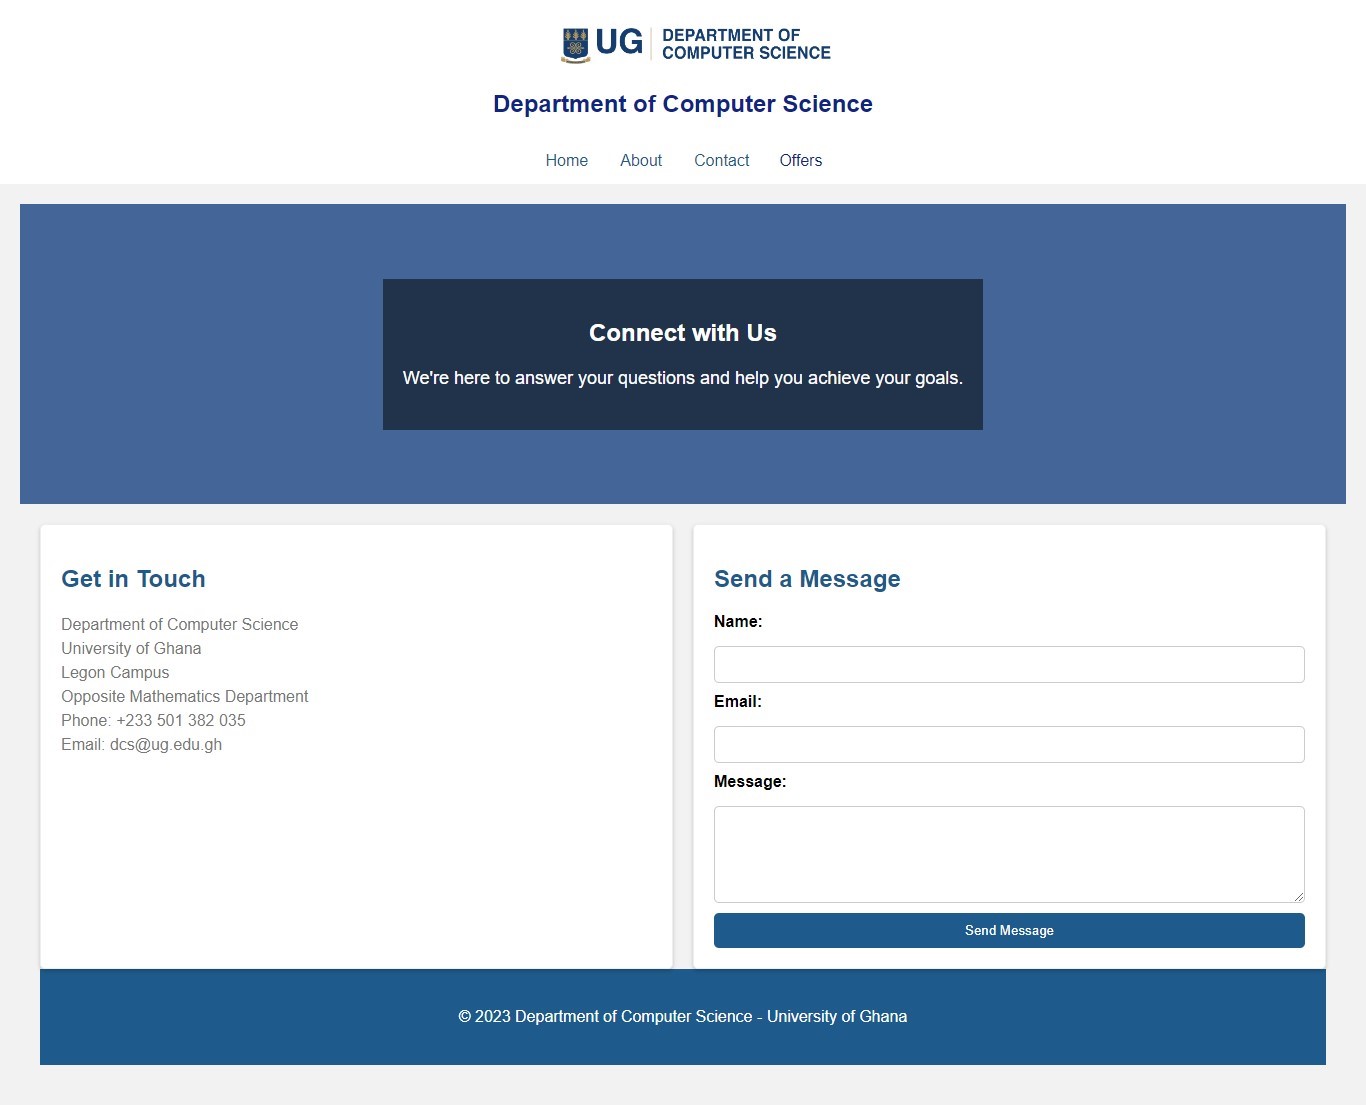 UG
DEPARTMENT OF
COMPUTER SCIENCE
Department of Computer Science
Home About Contact Offers
Connect with Us
We're here to answer your questions and help you achieve your goals.
Get in Touch
Department of Computer Science
University of Ghana
Legon Campus
Opposite Mathematics Department
Phone: +233 501 382 035
Email: dcs@ug.edu.gh
Send a Message
Name:
Email:
Message:
Send Message
© 2023 Department of Computer Science - University of Ghana